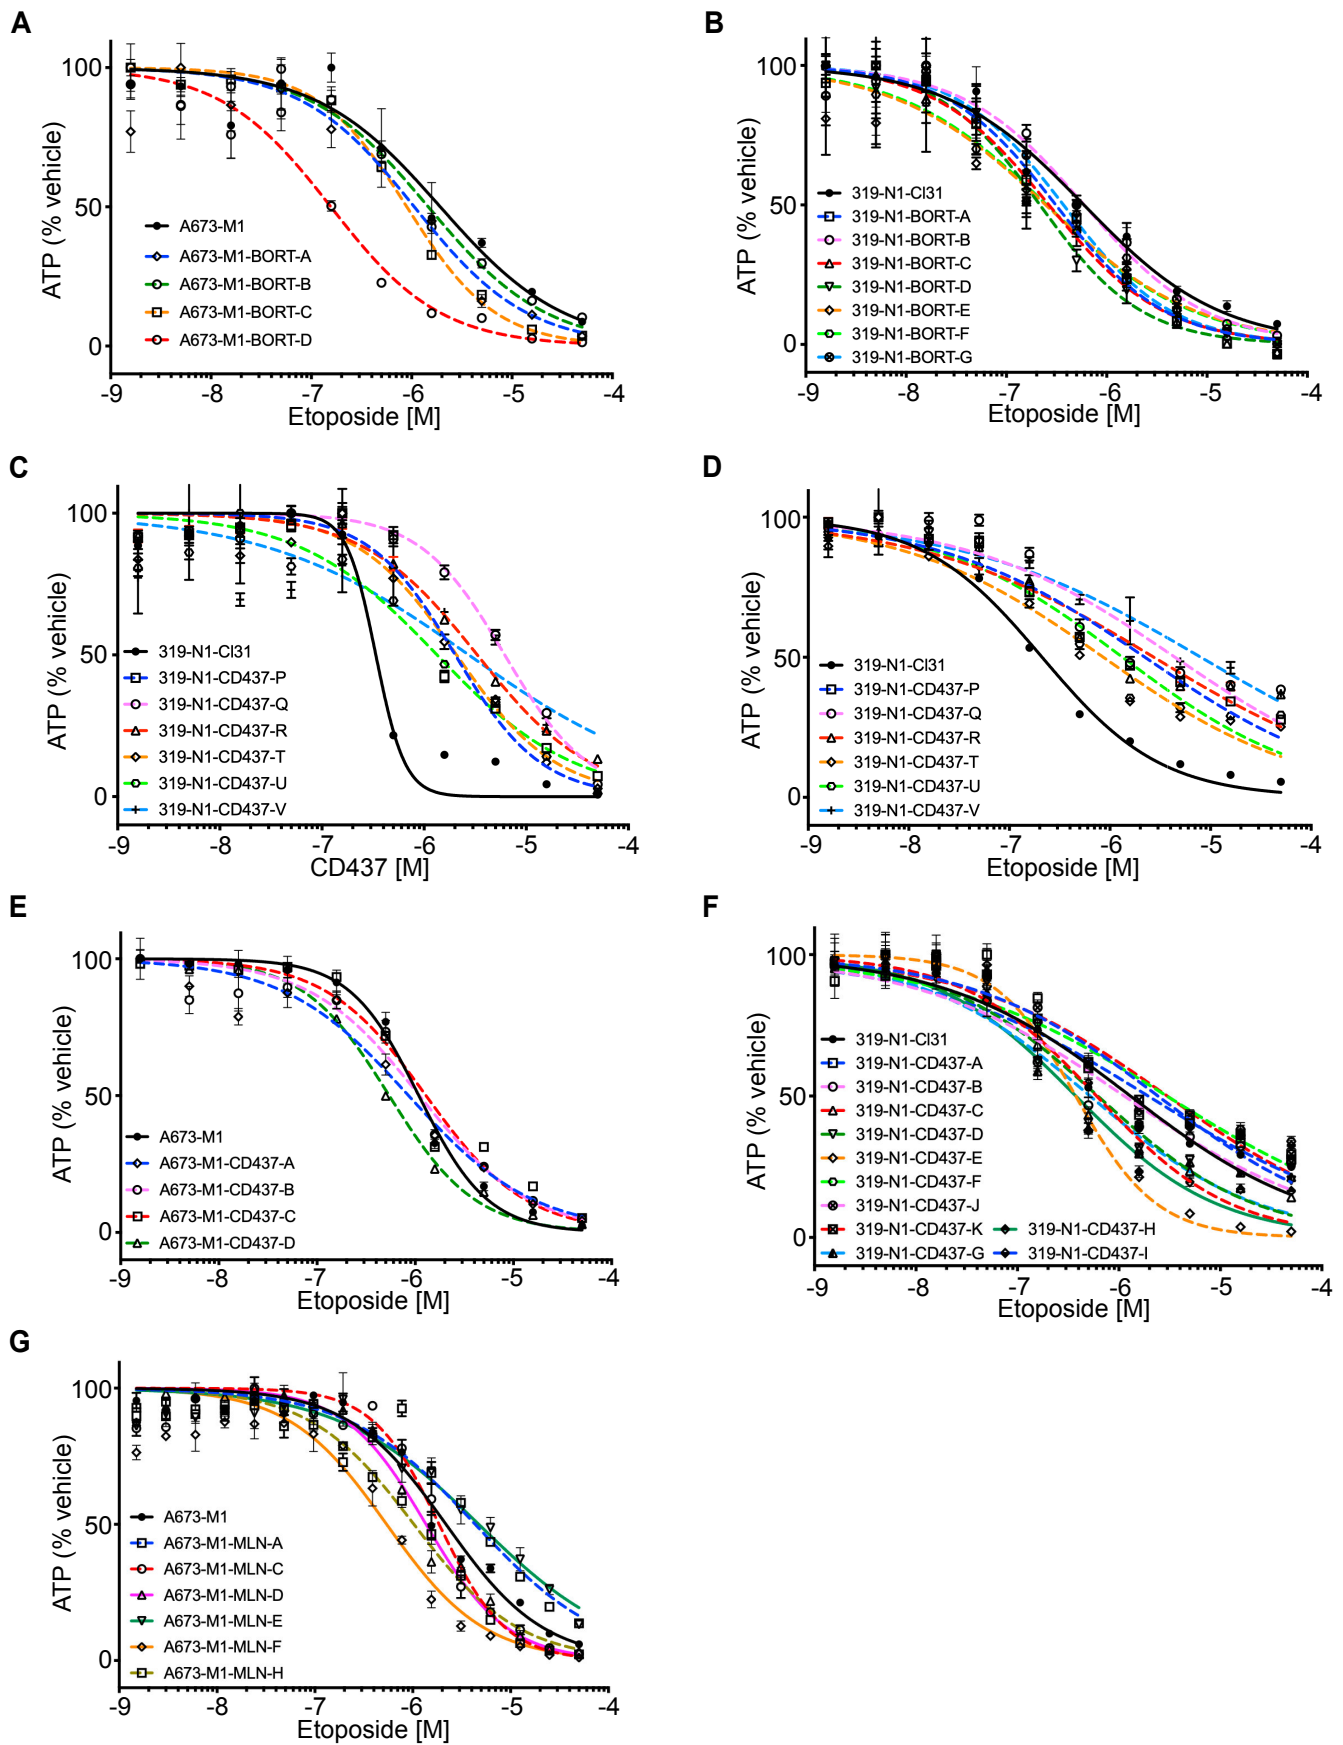 A
ATP (% vehicle)
100
50
0
A673-M1
A673-M1-BORT-A
A673-M1-BORT-B
A673-M1-BORT-C
A673-M1-BORT-D
-9 -8 -7 -6 -5 -4
Etoposide [M]
B
ATP (% vehicle)
100
50
0
319-N1-Cl31
319-N1-BORT-A
319-N1-BORT-B
319-N1-BORT-C
319-N1-BORT-D
319-N1-BORT-E
319-N1-BORT-F
319-N1-BORT-G
-9 -8 -7 -6 -5 -4
Etoposide [M]
C
ATP (% vehicle)
100
50
0
319-N1-Cl31
319-N1-CD437-P
319-N1-CD437-Q
319-N1-CD437-R
319-N1-CD437-T
319-N1-CD437-U
319-N1-CD437-V
-9 -8 -7 -6 -5 -4
CD437 [M]
D
ATP (% vehicle)
100
50
0
319-N1-Cl31
319-N1-CD437-P
319-N1-CD437-Q
319-N1-CD437-R
319-N1-CD437-T
319-N1-CD437-U
319-N1-CD437-V
-9 -8 -7 -6 -5 -4
Etoposide [M]
E
ATP (% vehicle)
100
50
0
A673-M1
A673-M1-CD437-A
A673-M1-CD437-B
A673-M1-CD437-C
A673-M1-CD437-D
-9 -8 -7 -6 -5 -4
Etoposide [M]
F
ATP (% vehicle)
100
50
0
319-N1-Cl31
319-N1-CD437-A
319-N1-CD437-B
319-N1-CD437-C
319-N1-CD437-D
319-N1-CD437-E
319-N1-CD437-F
319-N1-CD437-J
319-N1-CD437-K 319-N1-CD437-H
319-N1-CD437-G 319-N1-CD437-I
-9 -8 -7 -6 -5 -4
Etoposide [M]
G
ATP (% vehicle)
100
50
0
A673-M1
A673-M1-MLN-A
A673-M1-MLN-C
A673-M1-MLN-D
A673-M1-MLN-E
A673-M1-MLN-F
A673-M1-MLN-H
-9 -8 -7 -6 -5 -4
Etoposide [M]